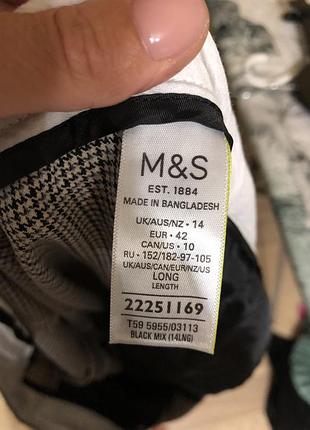 M&S
EST. 1884
MADE IN BANGLADESH
UK/AUS/NZ • 14
EUR • 42
CAN/US • 10
RU • 152/182-97-105
UK/AUS/CAN/EUR/NZ/US
LONG
LENGTH
22251169
T59 5955/03113
BLACK MIX (14LNG)